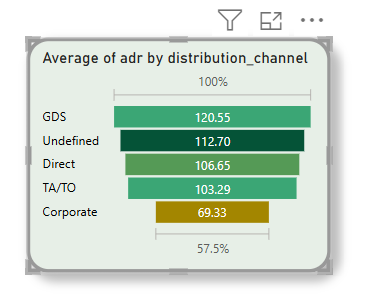 Average of adr by distribution_channel
100%
GDS 120.55
Undefined 112.70
Direct 106.65
TA/TO 103.29
Corporate 69.33
57.5%